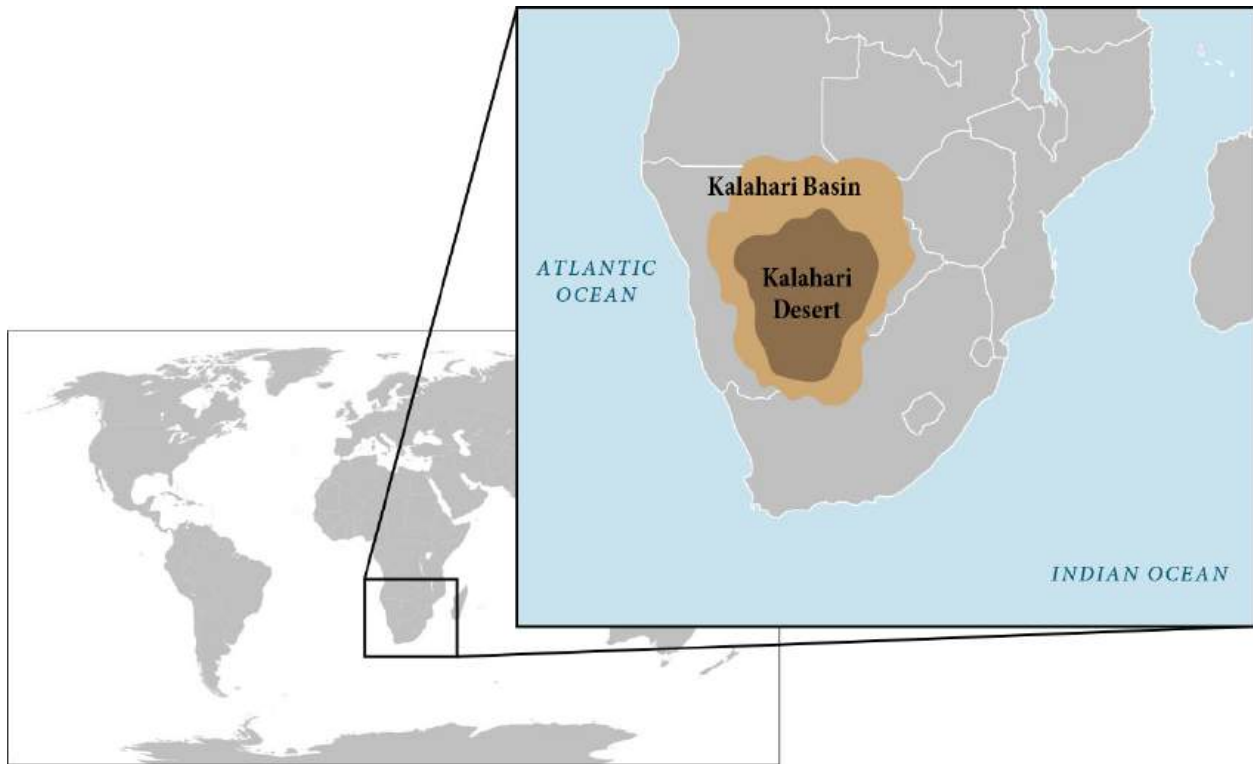 Kalahari Basin
ATLANTIC
OCEAN
Kalahari
Desert
INDIAN OCEAN